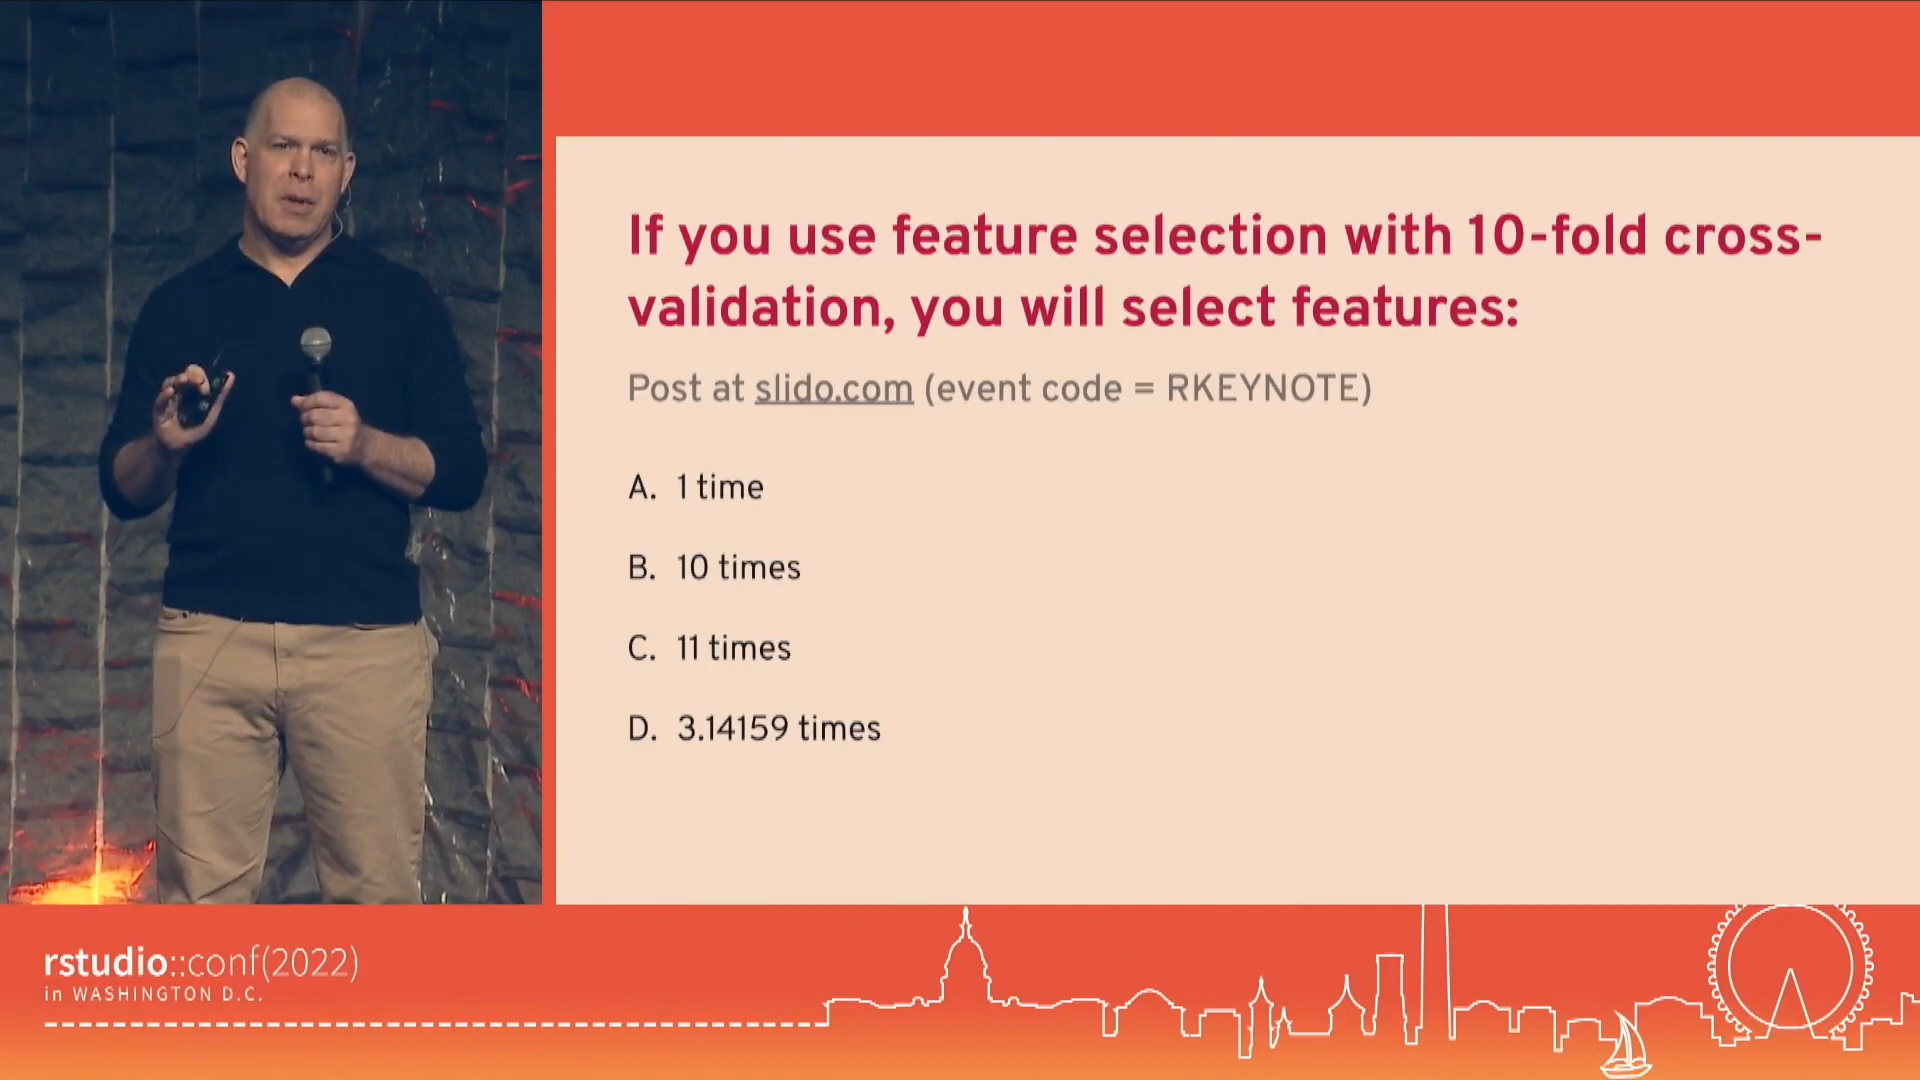 If you use feature selection with 10-fold cross-
validation, you will select features:
Post at slido.com (event code = RKEYNOTE)
A. 1 time
B. 10 times
C. 11 times
D. 3.14159 times
rstudio::conf(2022)
in WASHINGTON D.C.